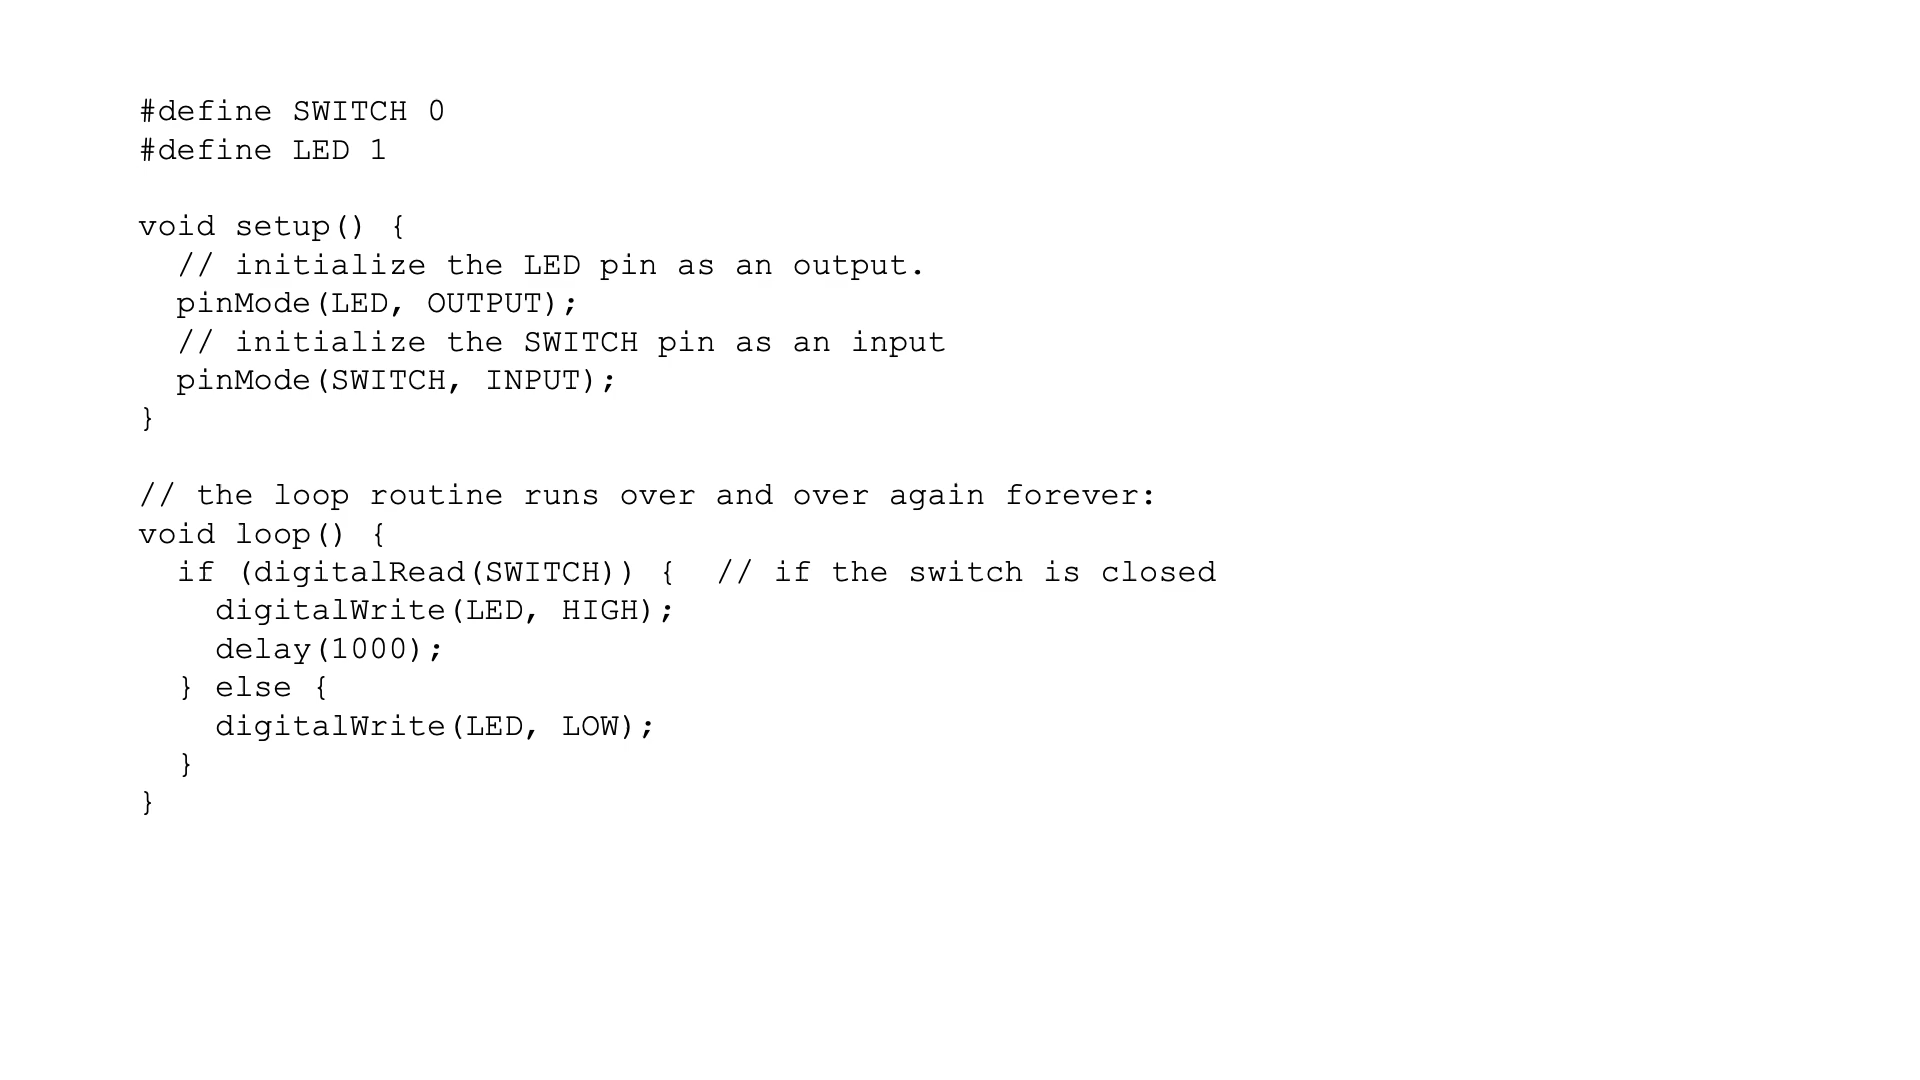 #define SWITCH 0
#define LED 1

void setup() {
  // initialize the LED pin as an output.
  pinMode(LED, OUTPUT);
  // initialize the SWITCH pin as an input
  pinMode(SWITCH, INPUT);
}

// the loop routine runs over and over again forever:
void loop() {
  if (digitalRead(SWITCH)) {  // if the switch is closed
    digitalWrite(LED, HIGH);
    delay(1000);
  } else {
    digitalWrite(LED, LOW);
  }
}